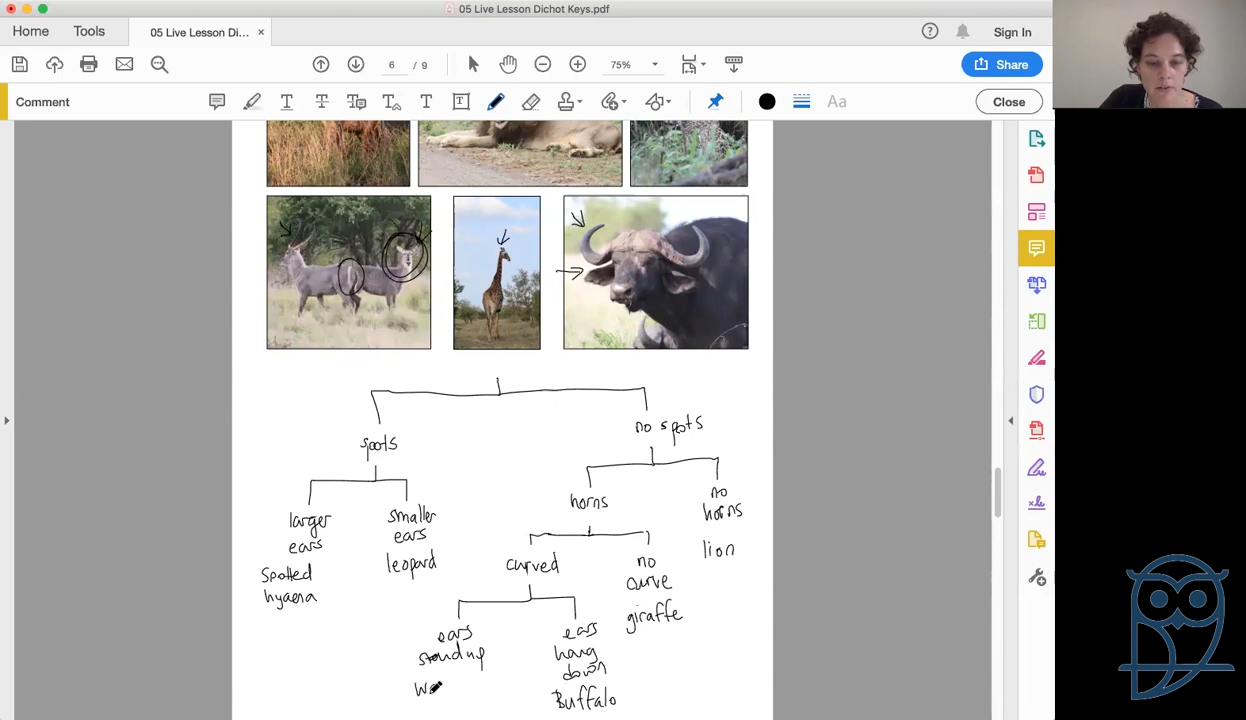 05 Live Lesson Dichot Keys.pdf
Home
Tools
05 Live Lesson Di...
×
Sign In
6 / 9
75%
Share
Comment
Aa
Close
spots
no spots
larger
ears
Spotted
hyaena
smaller
ears
leopard
horns
no
horns
lion
curved
no
curve
giraffe
ears
stand up
W
ears
hang
down
Buffalo